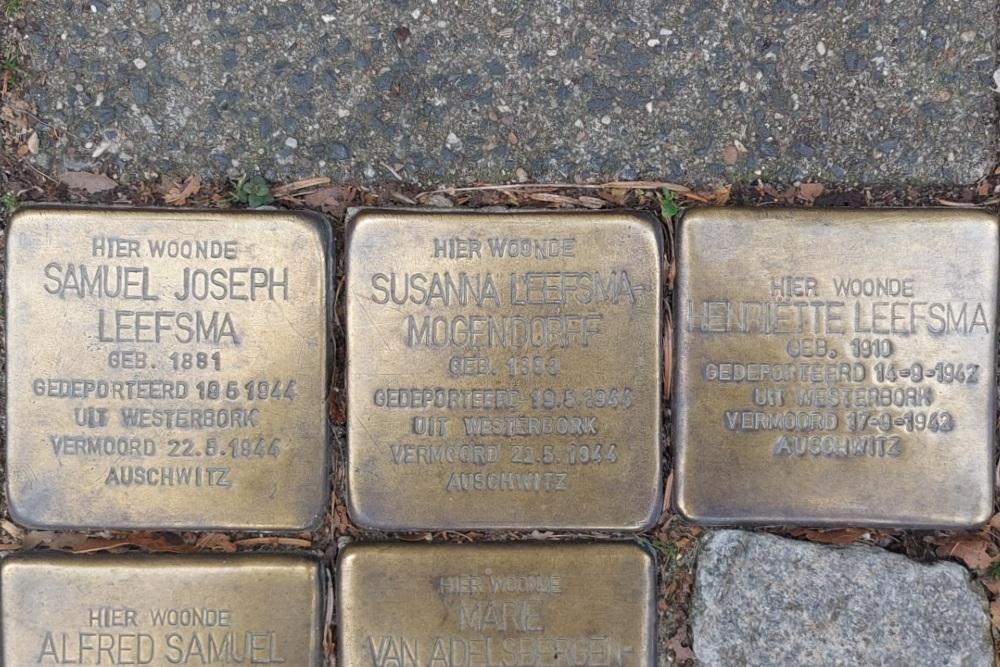 HIER WOONDE
SAMUEL JOSEPH
LEEFSMA
GEB. 1881
GEDEPORTEERD 19.5.1944
UIT WESTERBORK
VERMOORD 22.5.1944
AUSCHWITZ
HIER WOONDE
SUSANNA LEEFSMA-
MOGENDORFF
GEB.
GEDEPORTEERD 19.5.1944
UIT WESTERBORK
VERMOORD 22.5.1944
AUSCHWITZ
HIER WOONDE
HENRIETTE LEEFSMA
GEB. 1910
GEDEPORTEERD 14-9-1942
UIT WESTERBORK
VERMOORD 17-9-1942
AUSCHWITZ
HIER WOONDE
ALFRED SAMUEL
HIER WOONDE
MARIE
VAN ADELSBERGEN-